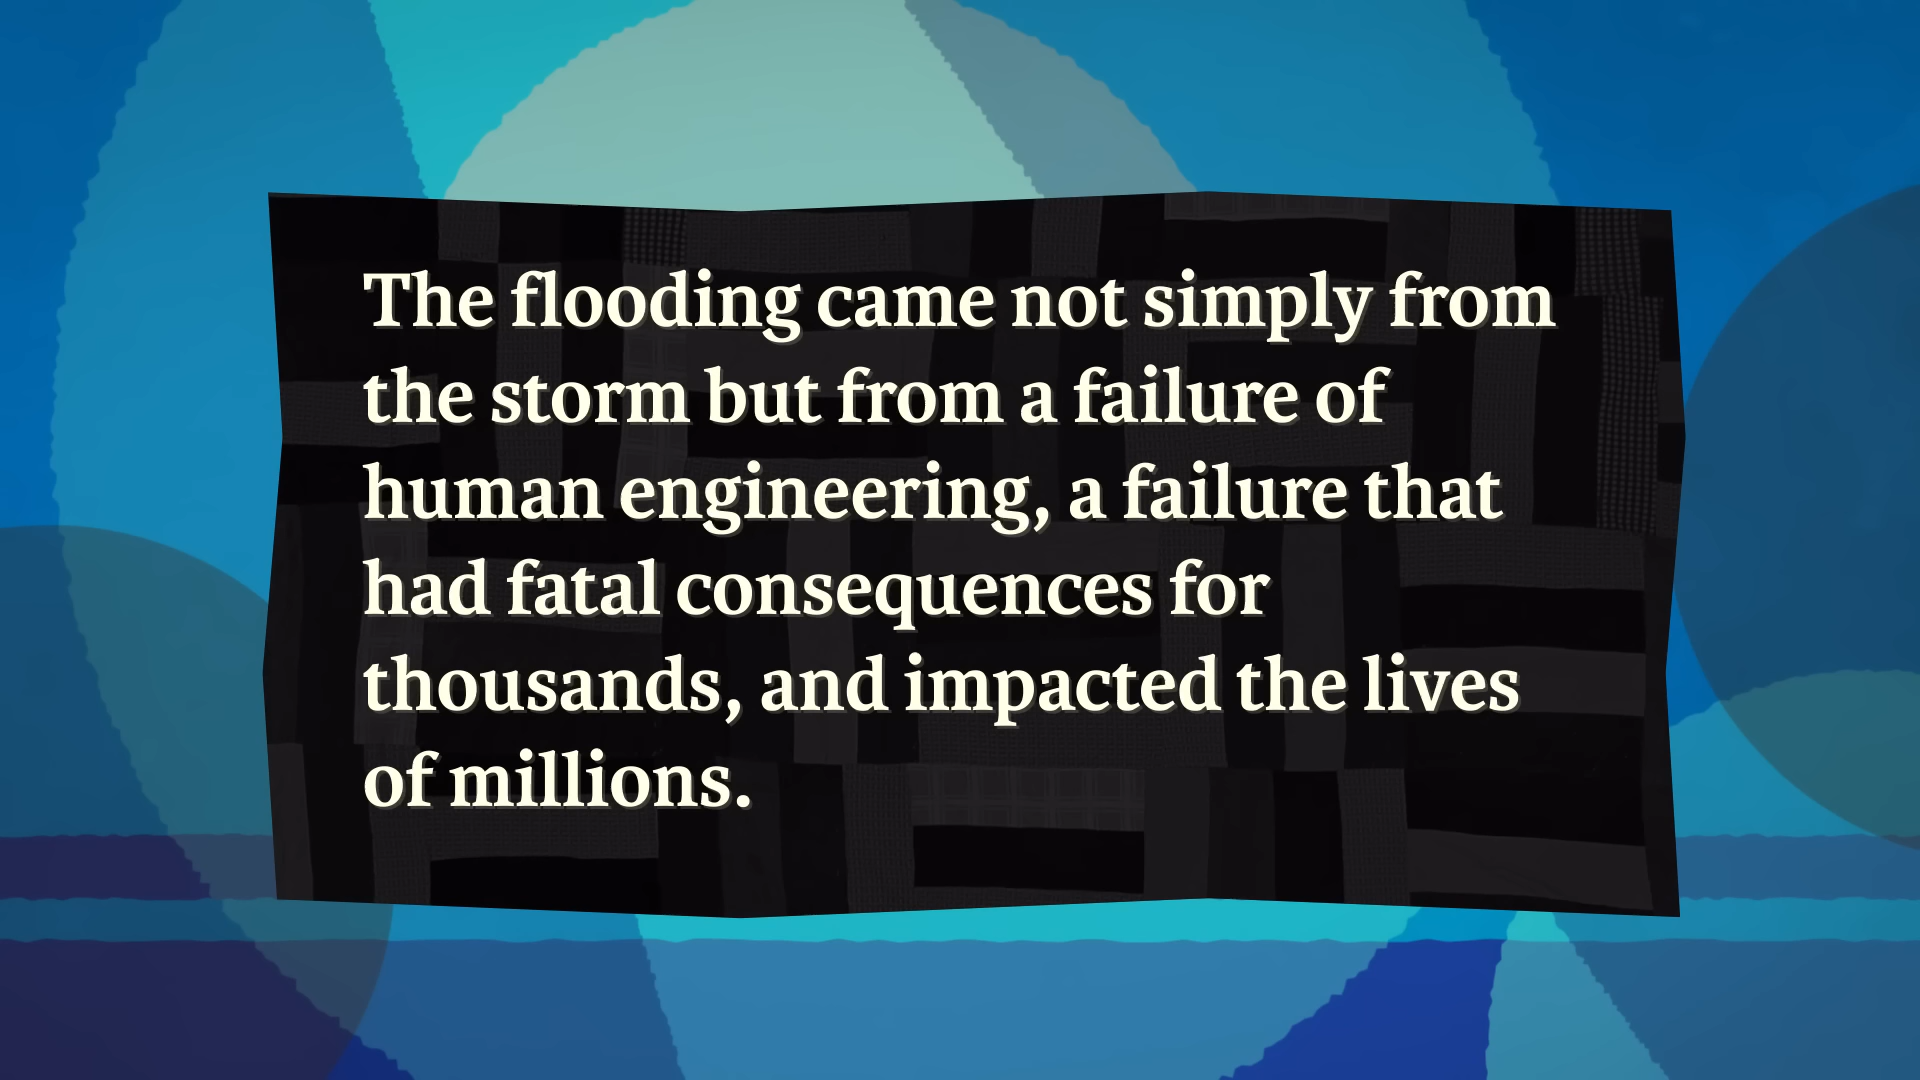 The flooding came not simply from
the storm but from a failure of
human engineering, a failure that
had fatal consequences for
thousands, and impacted the lives
of millions.